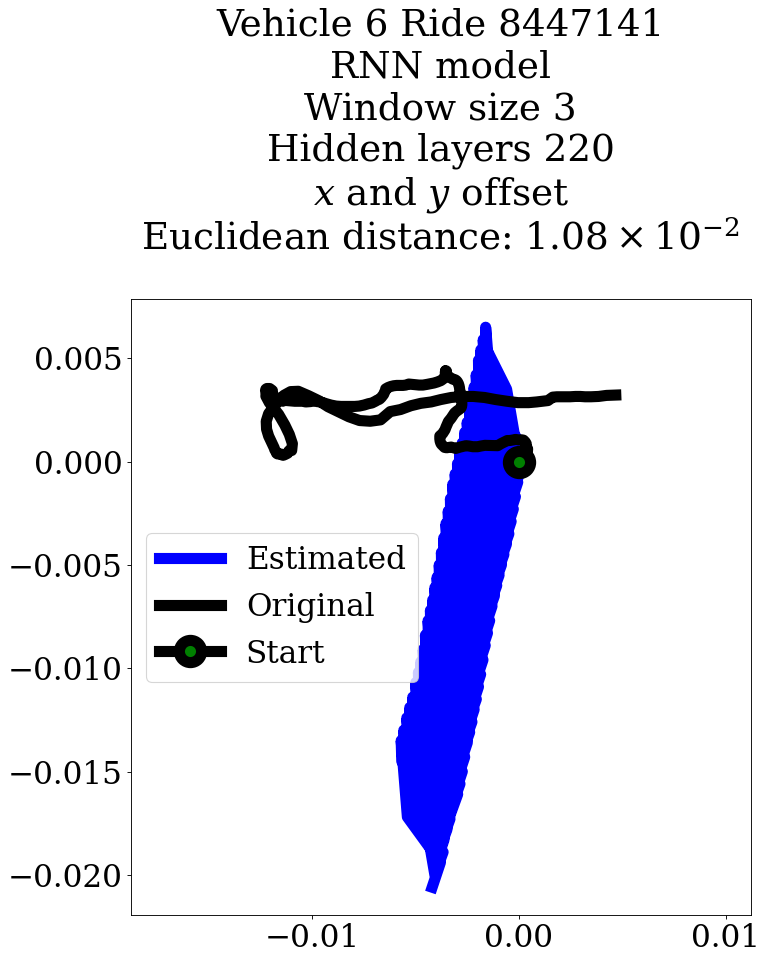 Vehicle 6 Ride 8447141
RNN model
Window size 3
Hidden layers 220
x and y offset
Euclidean distance: 1.08 × 10⁻²
0.005
0.000
−0.005
−0.010
−0.015
−0.020
Estimated
Original
Start
−0.01
0.00
0.01